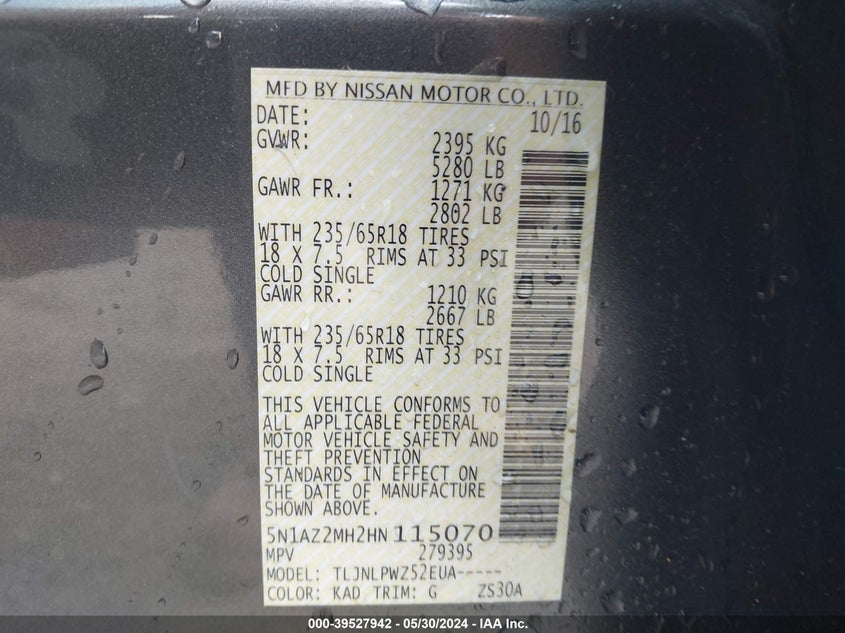 MFD BY NISSAN MOTOR CO., LTD.
DATE: 10/16
GVWR: 2395 KG
5280 LB
GAWR FR.: 1271 KG
2802 LB
WITH 235/65R18 TIRES
18 X 7.5 RIMS AT 33 PSI
COLD SINGLE
GAWR RR.: 1210 KG
2667 LB
WITH 235/65R18 TIRES
18 X 7.5 RIMS AT 33 PSI
COLD SINGLE
THIS VEHICLE CONFORMS TO
ALL APPLICABLE FEDERAL
MOTOR VEHICLE SAFETY AND
THEFT PREVENTION
STANDARDS IN EFFECT ON
THE DATE OF MANUFACTURE
SHOWN ABOVE.
5N1AZ2MH2HN115070
MPV 279395
MODEL: TLJNLPWZ52EUA-----
COLOR: KAD TRIM: G ZS30A
000-39527942 - 05/30/2024 - IAA Inc.